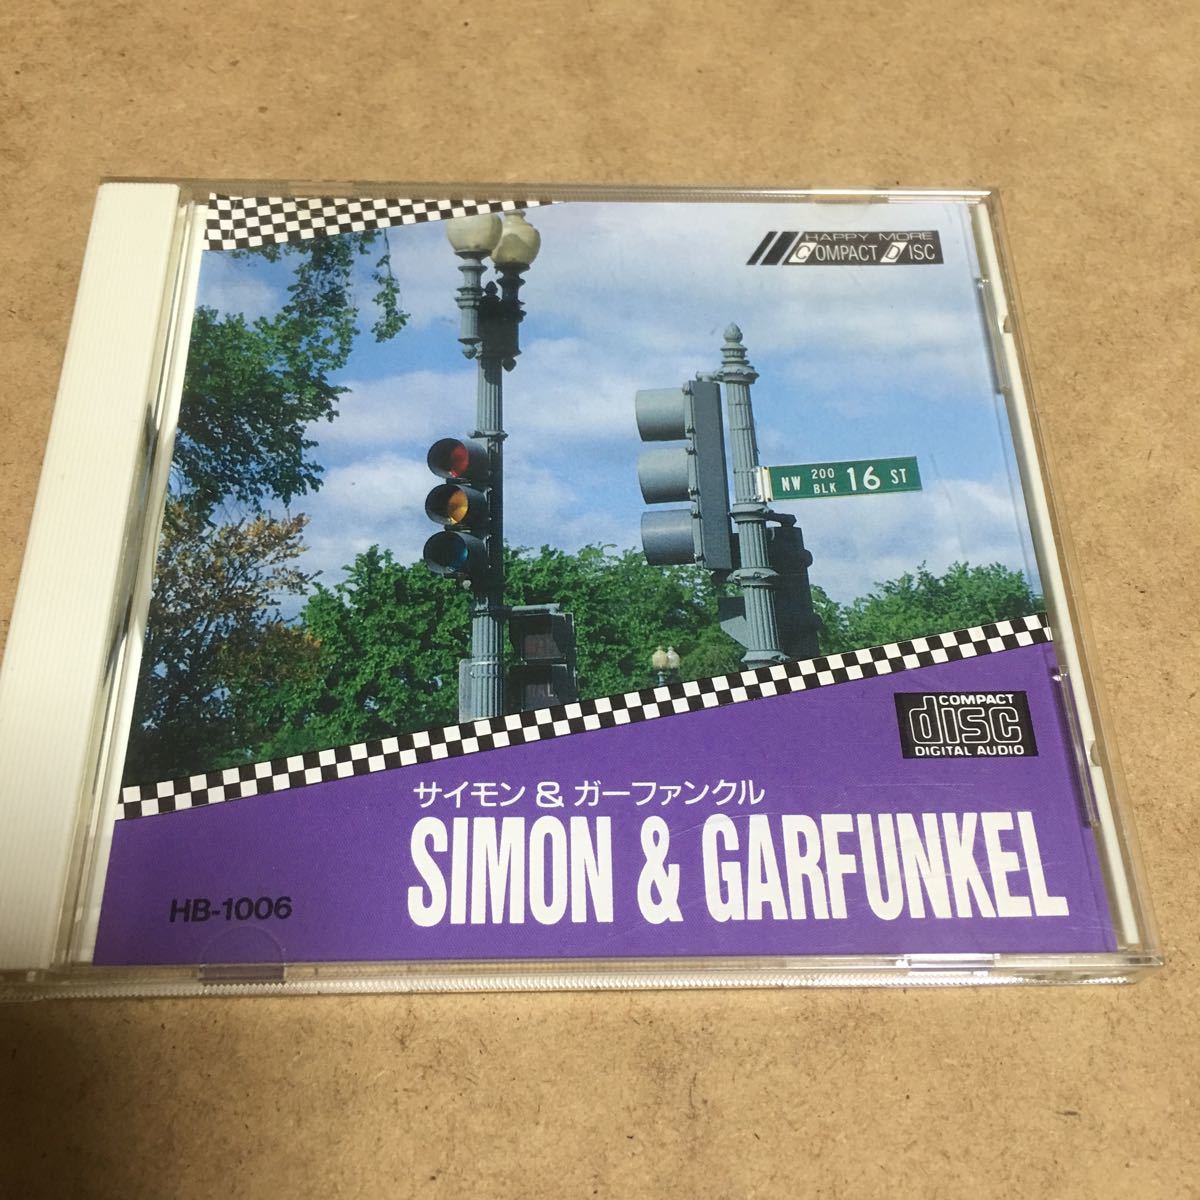 HAPPY MORE
COMPACT DISC
NW 200 BLK 16 ST
COMPACT
disc
DIGITAL AUDIO
サイモン & ガーファンクル
SIMON & GARFUNKEL
HB-1006